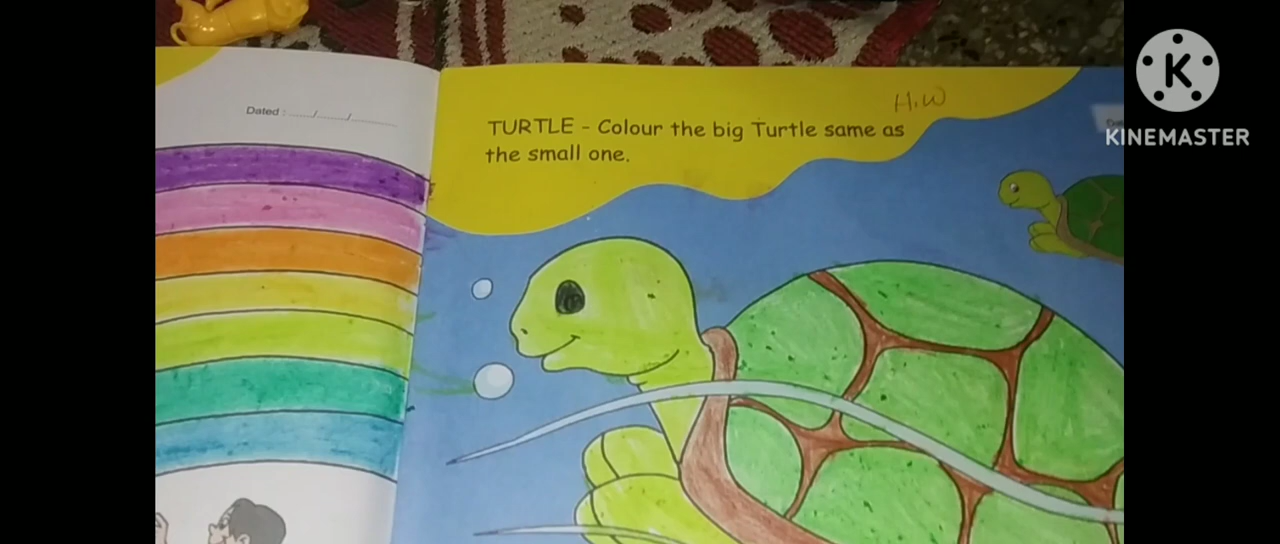 Dated : ....../......../............
H.W
TURTLE - Colour the big Turtle same as
the small one.
K
KINEMASTER